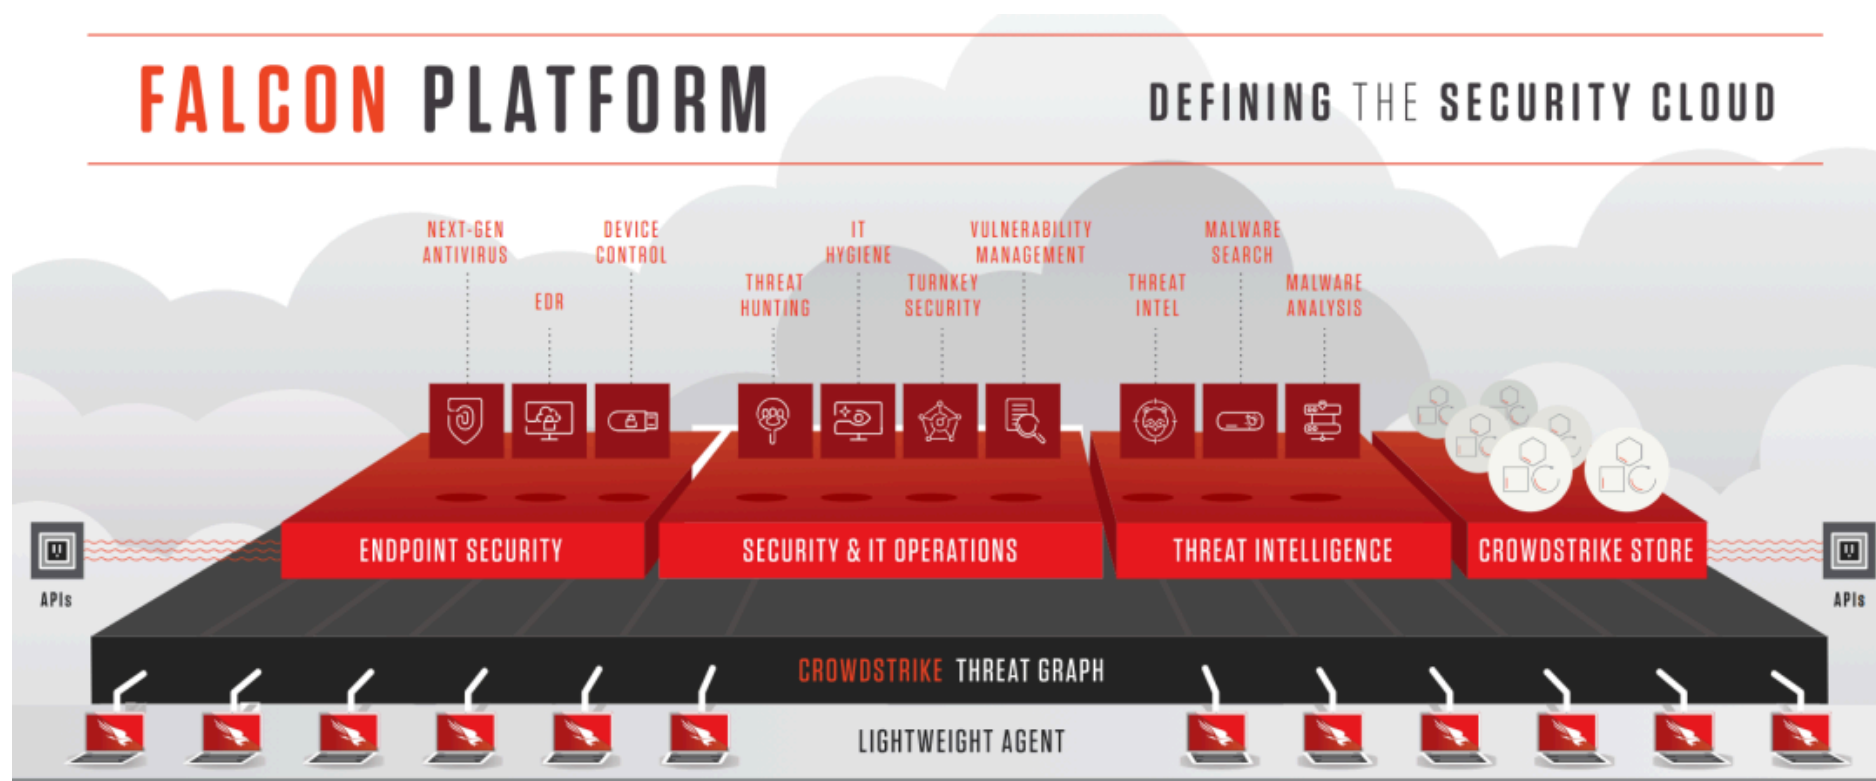 FALCON PLATFORM
DEFINING THE SECURITY CLOUD
NEXT-GEN
ANTIVIRUS
EDR
DEVICE
CONTROL
THREAT
HUNTING
IT
HYGIENE
TURNKEY
SECURITY
VULNERABILITY
MANAGEMENT
THREAT
INTEL
MALWARE
SEARCH
MALWARE
ANALYSIS
ENDPOINT SECURITY
SECURITY & IT OPERATIONS
THREAT INTELLIGENCE
CROWDSTRIKE STORE
APIs
APIs
CROWDSTRIKE THREAT GRAPH
LIGHTWEIGHT AGENT